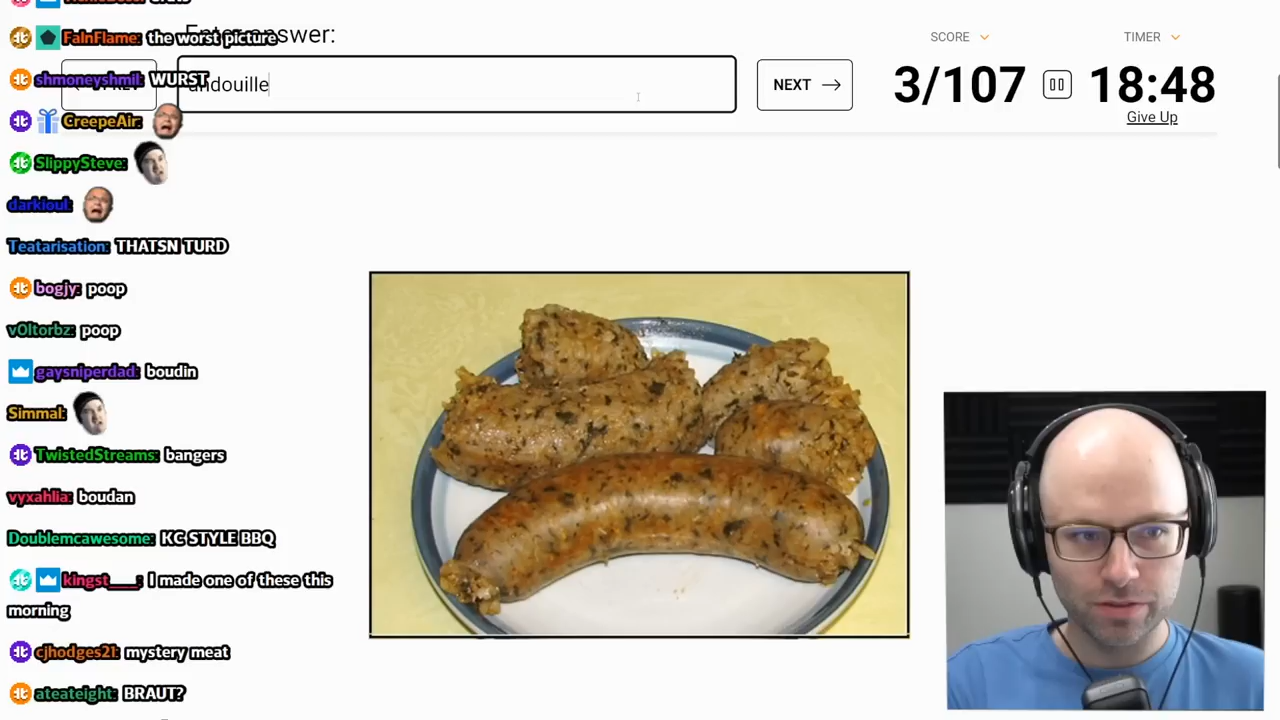 FalnFlame: the worst picture
Enter answer:
SCORE
TIMER
shmoneyshmil: WURST
andouille
NEXT
3/107
18:48
Give Up
CreepeAir:
SlippySteve:
darkioul:
Teatarisation: THATSN TURD
bogjy: poop
v0ltorbz: poop
gaysniperdad: boudin
Simmal:
TwistedStreams: bangers
vyxahlia: boudan
Doublemcawesome: KC STYLE BBQ
kingst___: I made one of these this
morning
cjhodges21: mystery meat
ateateight: BRAUT?